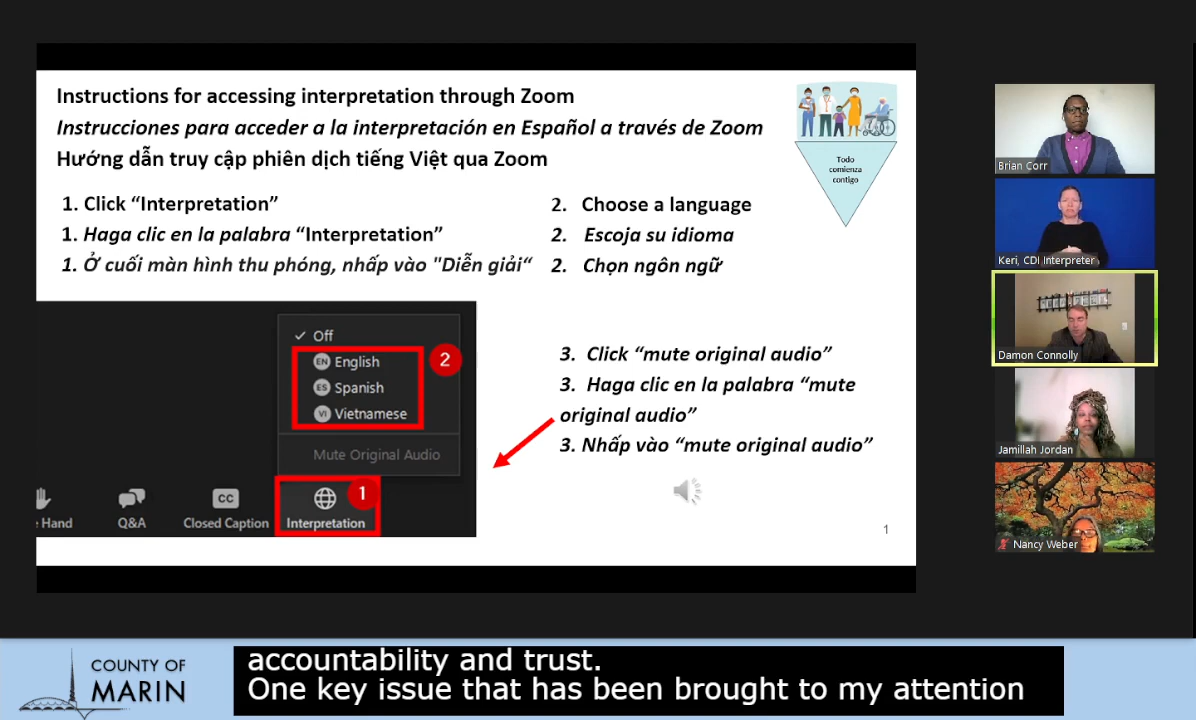 Instructions for accessing interpretation through Zoom
Instrucciones para acceder a la interpretación en Español a través de Zoom
Hướng dẫn truy cập phiên dịch tiếng Việt qua Zoom
Todo
comienza
contigo
1. Click “Interpretation”
1. Haga clic en la palabra “Interpretation”
1. Ở cuối màn hình thu phóng, nhấp vào "Diễn giải“
2. Choose a language
2. Escoja su idioma
2. Chọn ngôn ngữ
Off
EN English
ES Spanish
VI Vietnamese
2
Mute Original Audio
e Hand
Q&A
CC
Closed Caption
Interpretation
1
3. Click “mute original audio”
3. Haga clic en la palabra “mute
original audio”
3. Nhấp vào “mute original audio”
1
Brian Corr
Keri, CDI Interpreter
Damon Connolly
Jamillah Jordan
Nancy Weber
COUNTY OF
MARIN
accountability and trust.
One key issue that has been brought to my attention